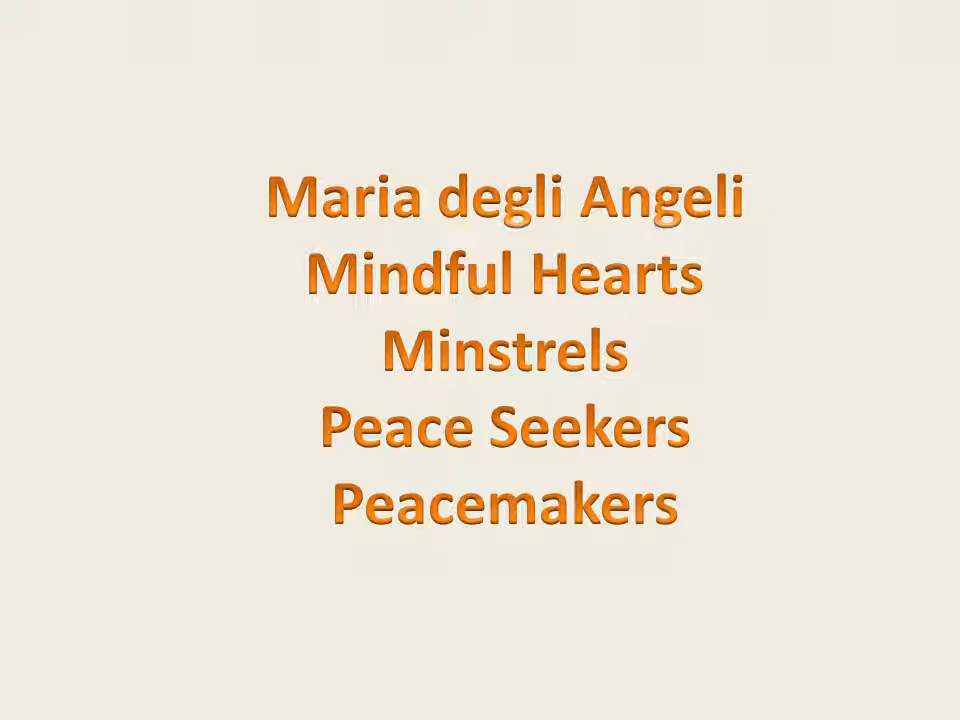 Maria degli Angeli
Mindful Hearts
Minstrels
Peace Seekers
Peacemakers